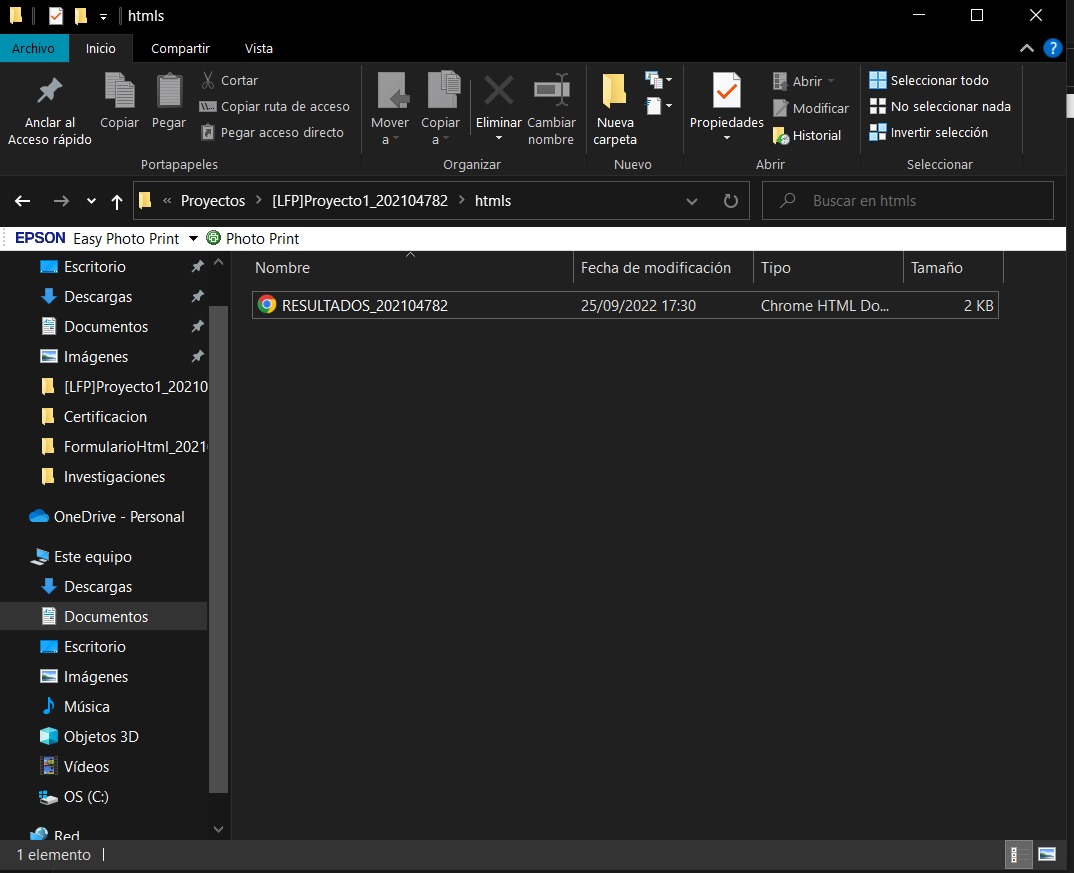 htmls
Archivo Inicio Compartir Vista
Anclar al Acceso rápido
Copiar
Pegar
Cortar
Copiar ruta de acceso
Pegar acceso directo
Portapapeles
Mover a
Copiar a
Eliminar
Cambiar nombre
Organizar
Nueva carpeta
Nuevo
Propiedades
Abrir
Modificar
Historial
Abrir
Seleccionar todo
No seleccionar nada
Invertir selección
Seleccionar
« Proyectos > [LFP]Proyecto1_202104782 > htmls
Buscar en htmls
EPSON Easy Photo Print Photo Print
Nombre Fecha de modificación Tipo Tamaño
RESULTADOS_202104782 25/09/2022 17:30 Chrome HTML Do... 2 KB
Escritorio
Descargas
Documentos
Imágenes
[LFP]Proyecto1_20210
Certificacion
FormularioHtml_2021
Investigaciones
OneDrive - Personal
Este equipo
Descargas
Documentos
Escritorio
Imágenes
Música
Objetos 3D
Vídeos
OS (C:)
Red
1 elemento